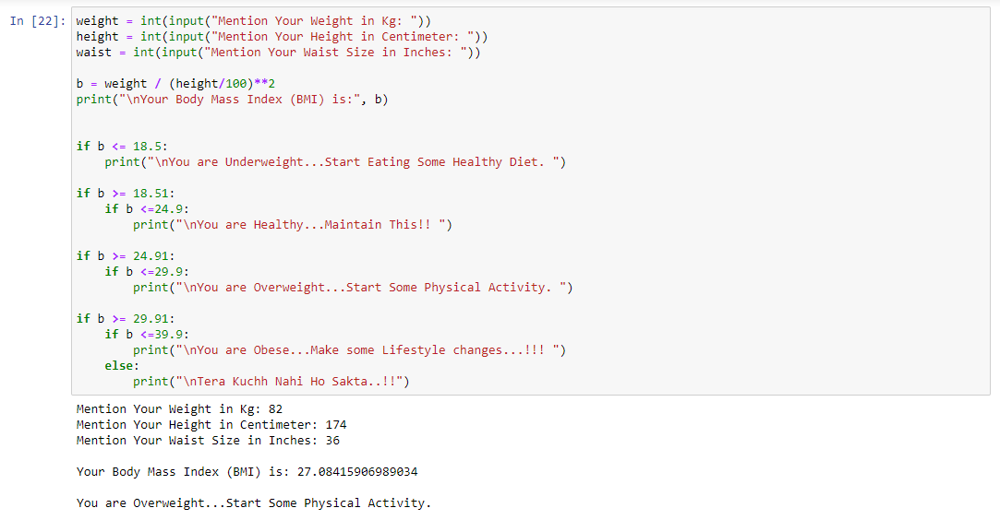 In [22]: weight = int(input("Mention Your Weight in Kg: "))
height = int(input("Mention Your Height in Centimeter: "))
waist = int(input("Mention Your Waist Size in Inches: "))
b = weight / (height/100)**2
print("\nYour Body Mass Index (BMI) is:", b)
if b <= 18.5:
    print("\nYou are Underweight...Start Eating Some Healthy Diet. ")
if b >= 18.51:
    if b <=24.9:
        print("\nYou are Healthy...Maintain This!! ")
if b >= 24.91:
    if b <=29.9:
        print("\nYou are Overweight...Start Some Physical Activity. ")
if b >= 29.91:
    if b <=39.9:
        print("\nYou are Obese...Make some Lifestyle changes...!!! ")
    else:
        print("\nTera Kuchh Nahi Ho Sakta..!!")
Mention Your Weight in Kg: 82
Mention Your Height in Centimeter: 174
Mention Your Waist Size in Inches: 36
Your Body Mass Index (BMI) is: 27.08415906989034
You are Overweight...Start Some Physical Activity.